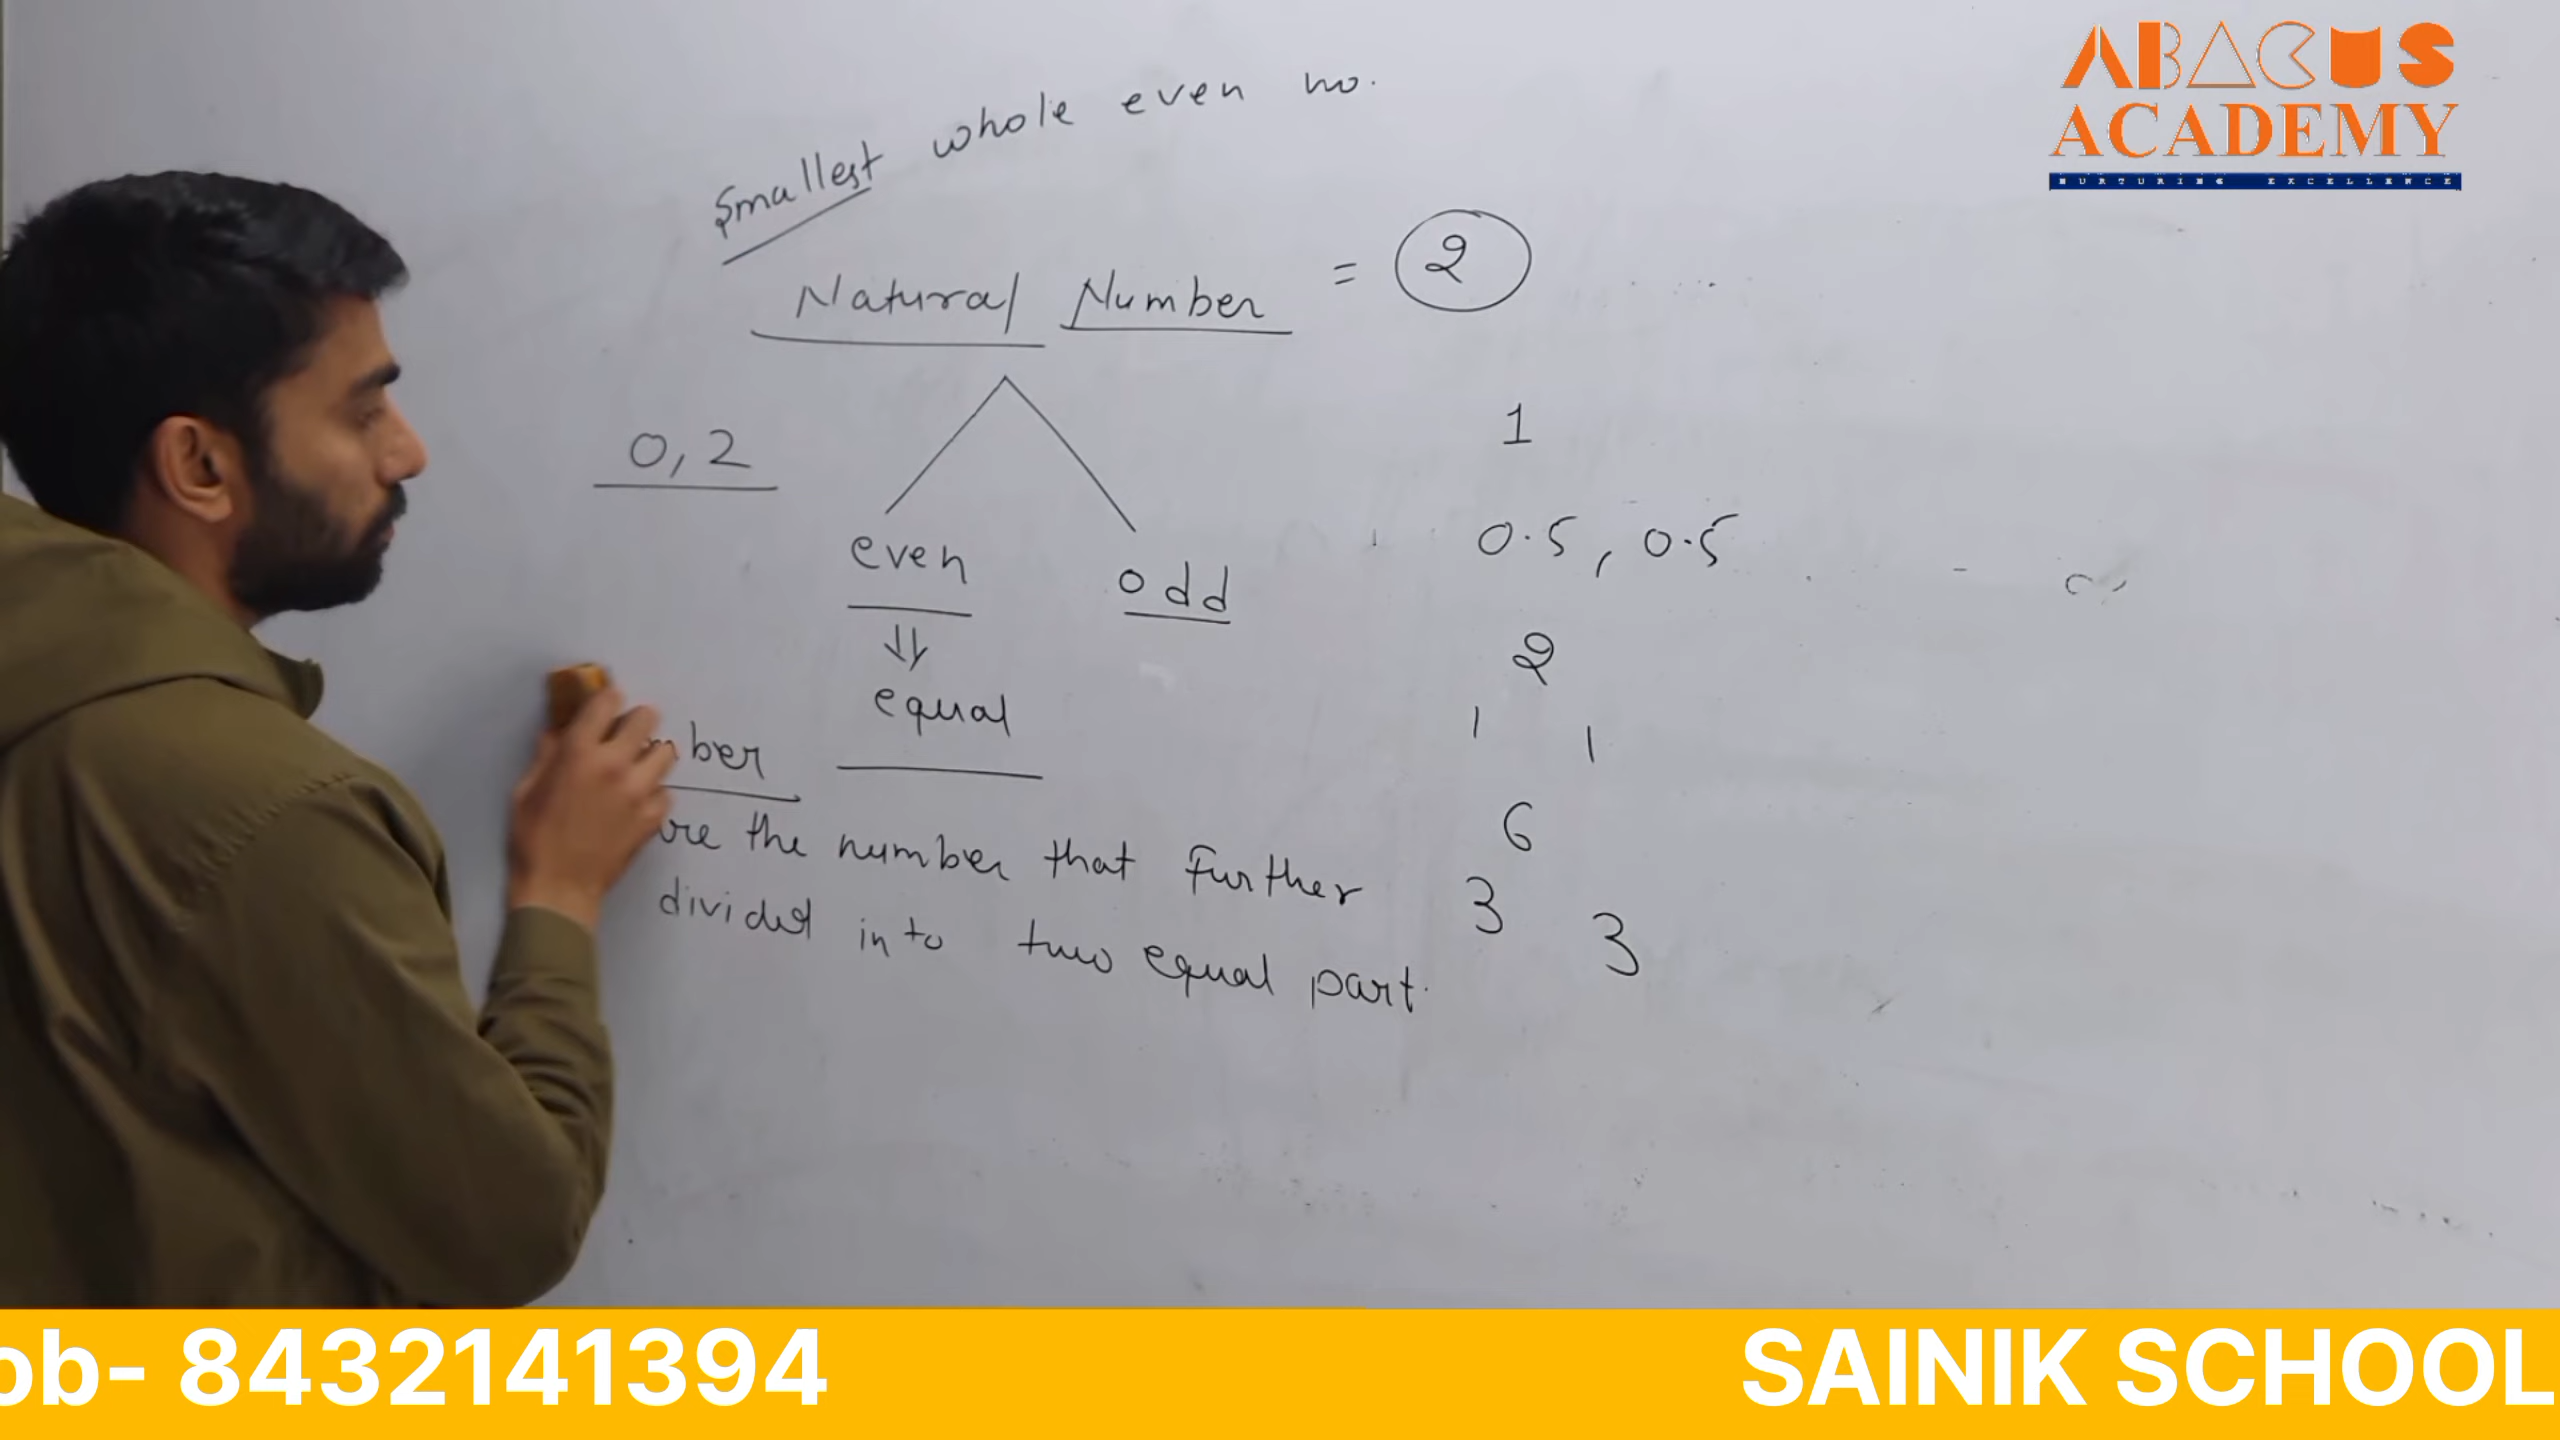 ABACUS
ACADEMY
NURTURING EXCELLENCE
Smallest whole even no.
Natural Number = 2
1
0,2
0.5, 0.5
even odd
2
equal
1 1
mber
6
are the number that further
3 3
divided into two equal part.
ob- 8432141394 SAINIK SCHOOL